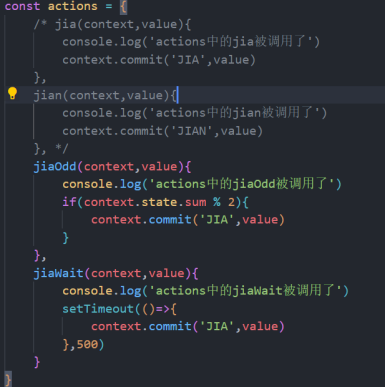 const actions = {
/* jia(context,value){
console.log('actions中的jia被调用了')
context.commit('JIA',value)
},
jian(context,value){
console.log('actions中的jian被调用了')
context.commit('JIAN',value)
}, */
jiaOdd(context,value){
console.log('actions中的jiaOdd被调用了')
if(context.state.sum % 2){
context.commit('JIA',value)
}
},
jiaWait(context,value){
console.log('actions中的jiaWait被调用了')
setTimeout(()=>{
context.commit('JIA',value)
},500)
}
}